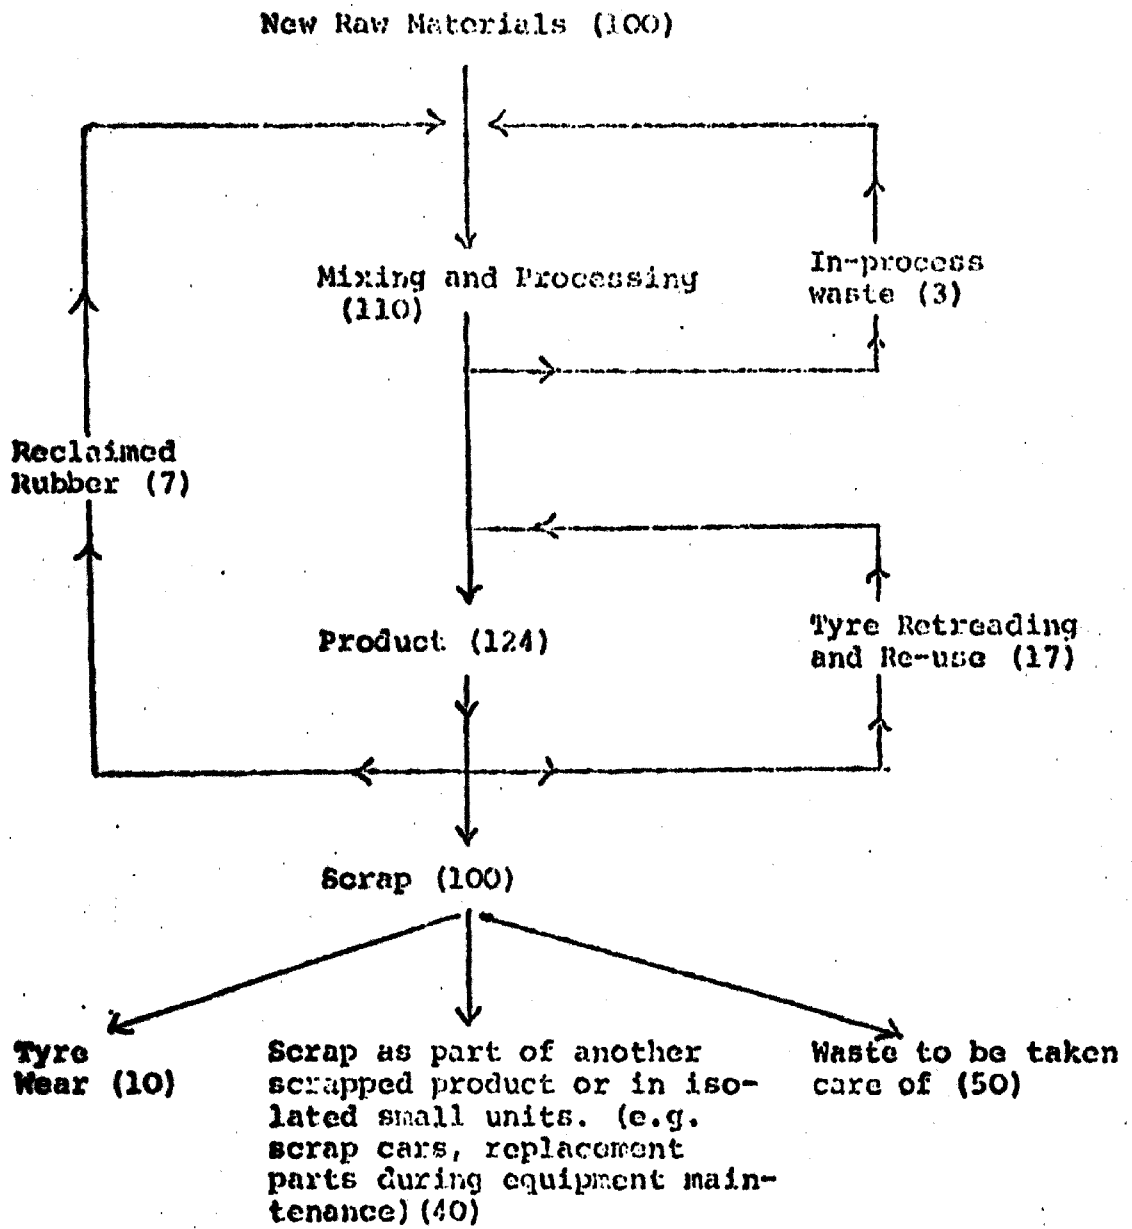 New Raw Materials (100)
Mixing and Processing
(110)
In-process
waste (3)
Reclaimed
Rubber (7)
Product (124)
Tyre Retreading
and Re-use (17)
Scrap (100)
Tyre
Wear (10)
Scrap as part of another
scrapped product or in iso-
lated small units. (e.g.
scrap cars, replacement
parts during equipment main-
tenance) (40)
Waste to be taken
care of (50)